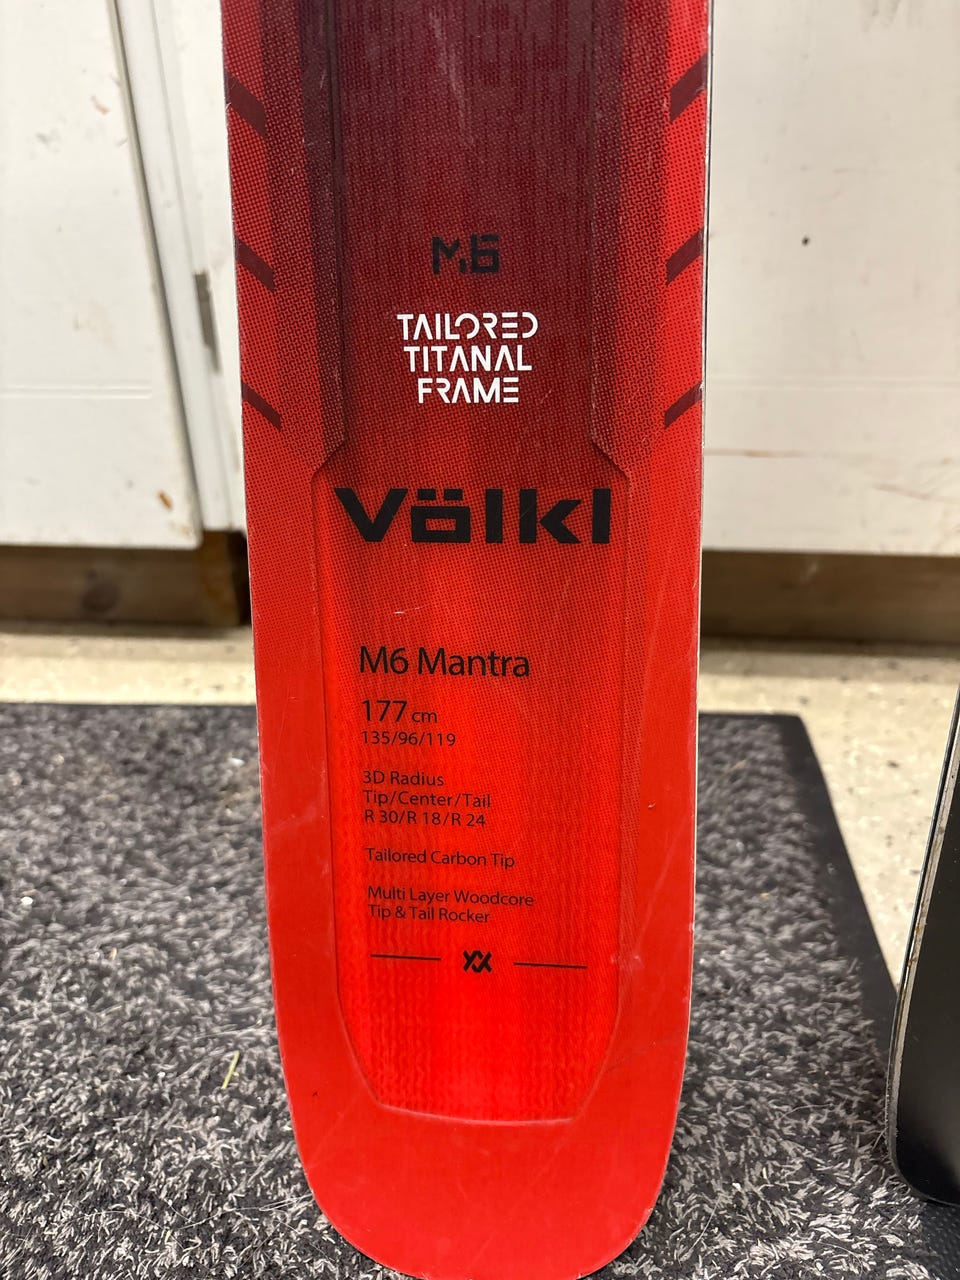 M6
TAILORED
TITANAL
FRAME
Völkl
M6 Mantra
177 cm
135/96/119
3D Radius
Tip/Center/Tail
R 30/R 18/R 24
Tailored Carbon Tip
Multi Layer Woodcore
Tip & Tail Rocker